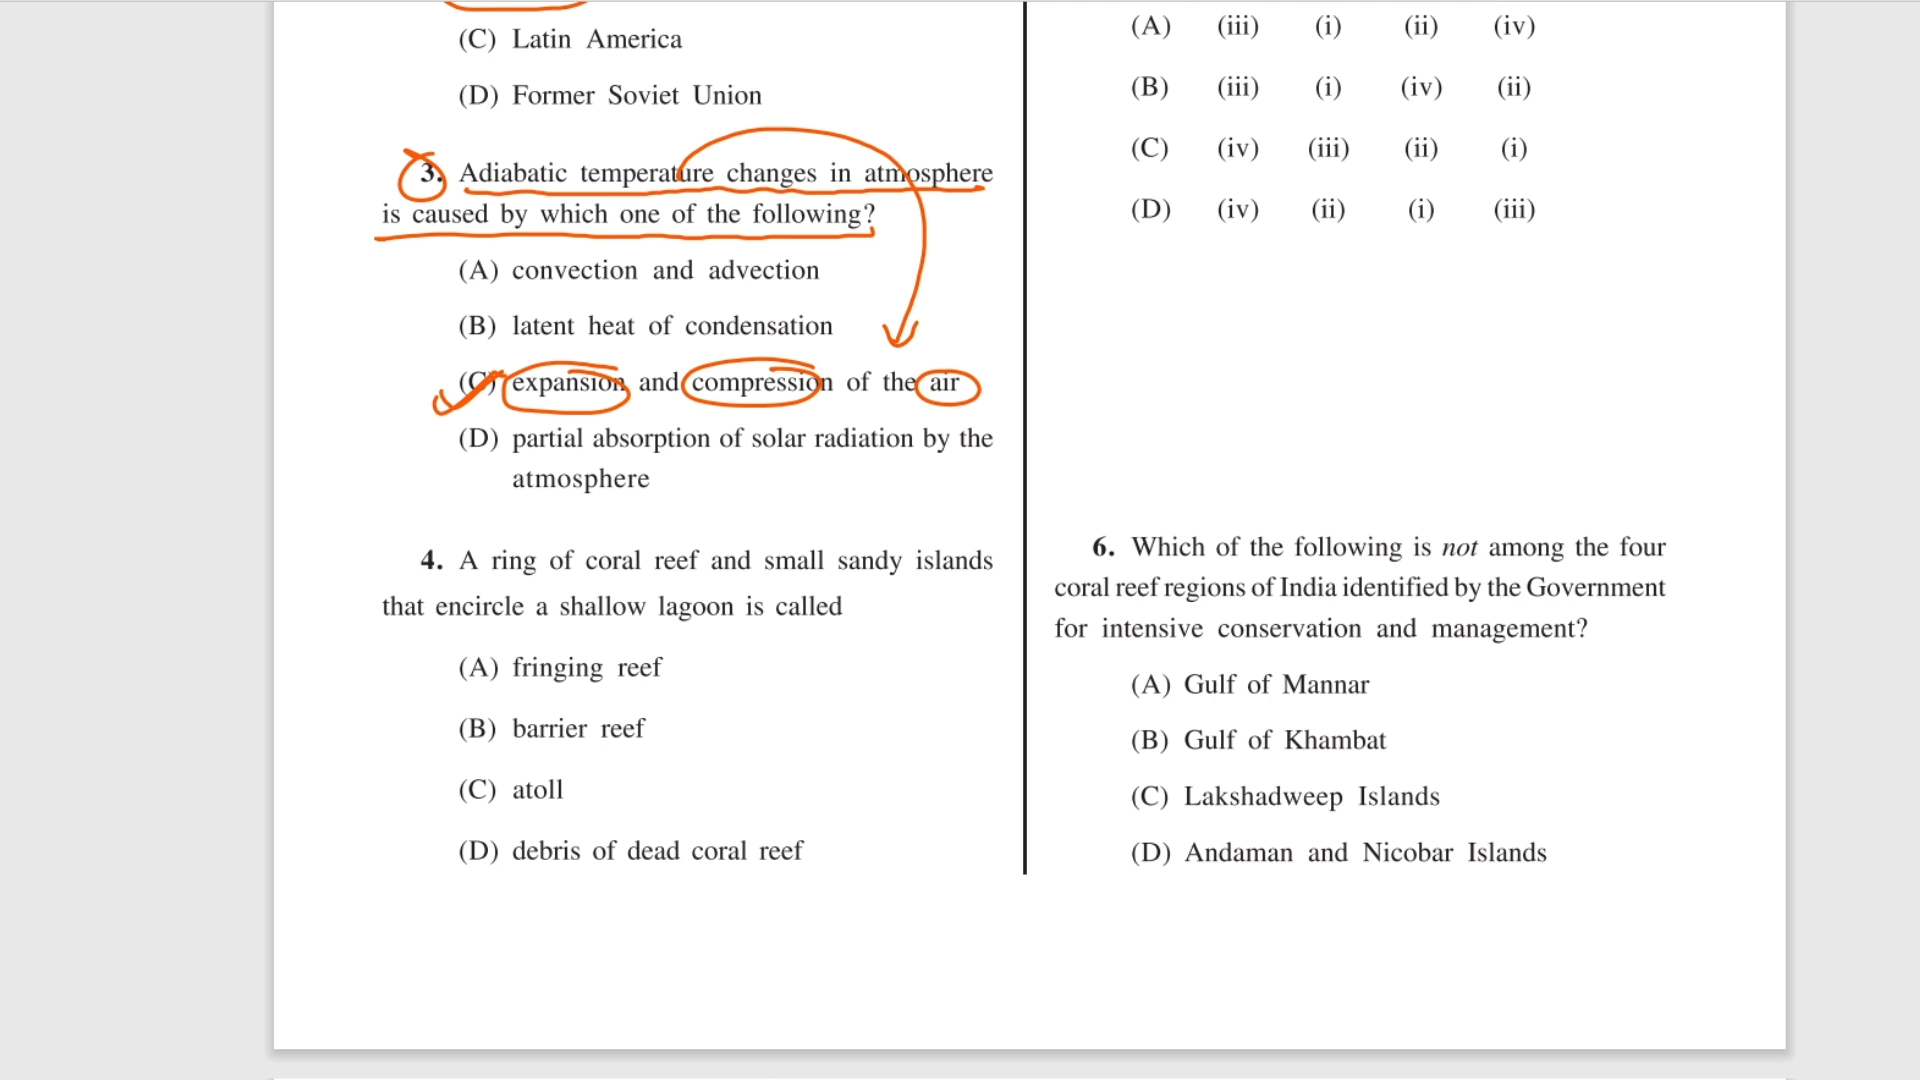 (C) Latin America
(D) Former Soviet Union
3. Adiabatic temperature changes in atmosphere
is caused by which one of the following?
(A) convection and advection
(B) latent heat of condensation
(C) expansion and compression of the air
(D) partial absorption of solar radiation by the
atmosphere
4. A ring of coral reef and small sandy islands
that encircle a shallow lagoon is called
(A) fringing reef
(B) barrier reef
(C) atoll
(D) debris of dead coral reef
(A) (iii) (i) (ii) (iv)
(B) (iii) (i) (iv) (ii)
(C) (iv) (iii) (ii) (i)
(D) (iv) (ii) (i) (iii)
6. Which of the following is not among the four
coral reef regions of India identified by the Government
for intensive conservation and management?
(A) Gulf of Mannar
(B) Gulf of Khambat
(C) Lakshadweep Islands
(D) Andaman and Nicobar Islands